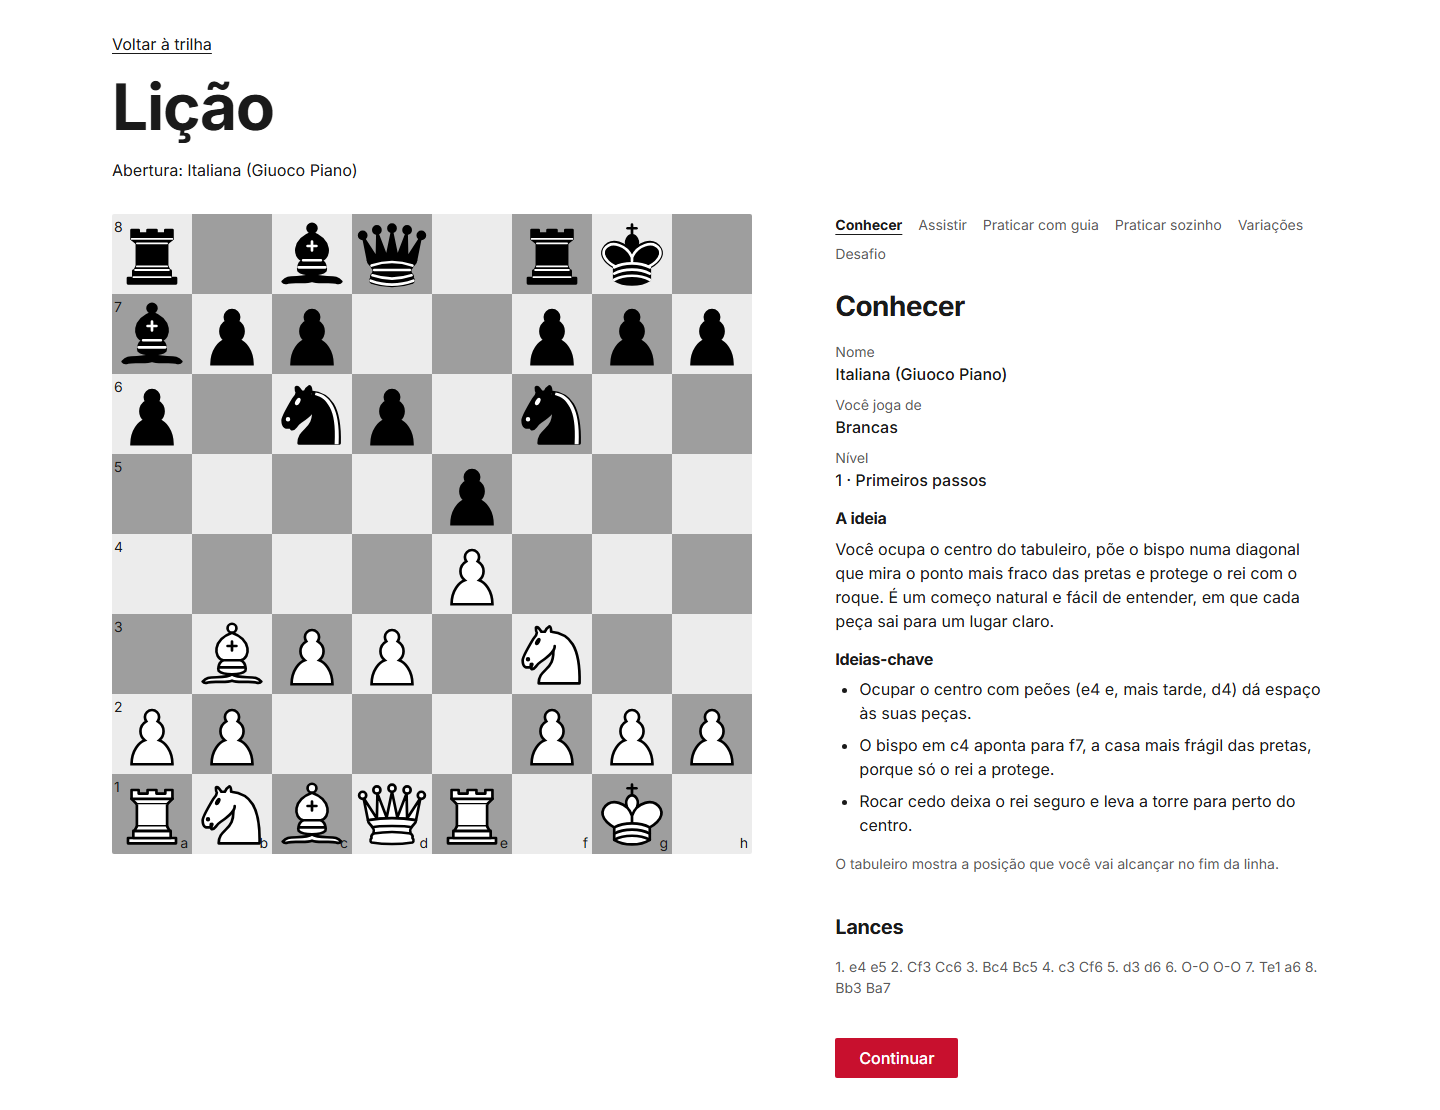 Voltar à trilha
Lição
Abertura: Italiana (Giuoco Piano)
8
7
6
5
4
3
2
1
a b c d e f g h
Conhecer Assistir Praticar com guia Praticar sozinho Variações
Desafio
Conhecer
Nome
Italiana (Giuoco Piano)
Você joga de
Brancas
Nível
1 · Primeiros passos
A ideia
Você ocupa o centro do tabuleiro, põe o bispo numa diagonal
que mira o ponto mais fraco das pretas e protege o rei com o
roque. É um começo natural e fácil de entender, em que cada
peça sai para um lugar claro.
Ideias-chave
• Ocupar o centro com peões (e4 e, mais tarde, d4) dá espaço
às suas peças.
• O bispo em c4 aponta para f7, a casa mais frágil das pretas,
porque só o rei a protege.
• Rocar cedo deixa o rei seguro e leva a torre para perto do
centro.
O tabuleiro mostra a posição que você vai alcançar no fim da linha.
Lances
1. e4 e5 2. Cf3 Cc6 3. Bc4 Bc5 4. c3 Cf6 5. d3 d6 6. O-O O-O 7. Te1 a6 8.
Bb3 Ba7
Continuar